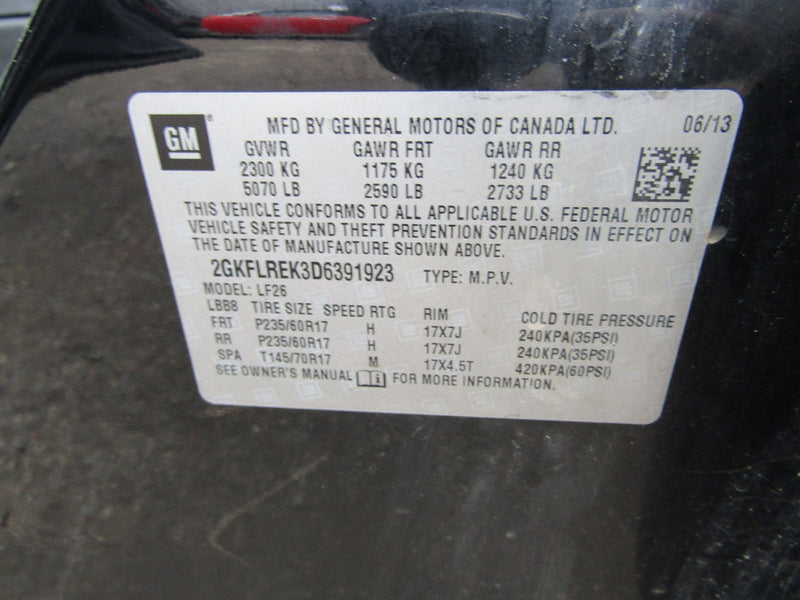 GM ® MFD BY GENERAL MOTORS OF CANADA LTD. 06/13
GVWR GAWR FRT GAWR RR
2300 KG 1175 KG 1240 KG
5070 LB 2590 LB 2733 LB
THIS VEHICLE CONFORMS TO ALL APPLICABLE U.S. FEDERAL MOTOR
VEHICLE SAFETY AND THEFT PREVENTION STANDARDS IN EFFECT ON
THE DATE OF MANUFACTURE SHOWN ABOVE.
2GKFLREK3D6391923 TYPE: M.P.V.
MODEL: LF26
LBB8 TIRE SIZE SPEED RTG RIM COLD TIRE PRESSURE
FRT P235/60R17 H 17X7J 240KPA(35PSI)
RR P235/60R17 H 17X7J 240KPA(35PSI)
SPA T145/70R17 M 17X4.5T 420KPA(60PSI)
SEE OWNER'S MANUAL FOR MORE INFORMATION.